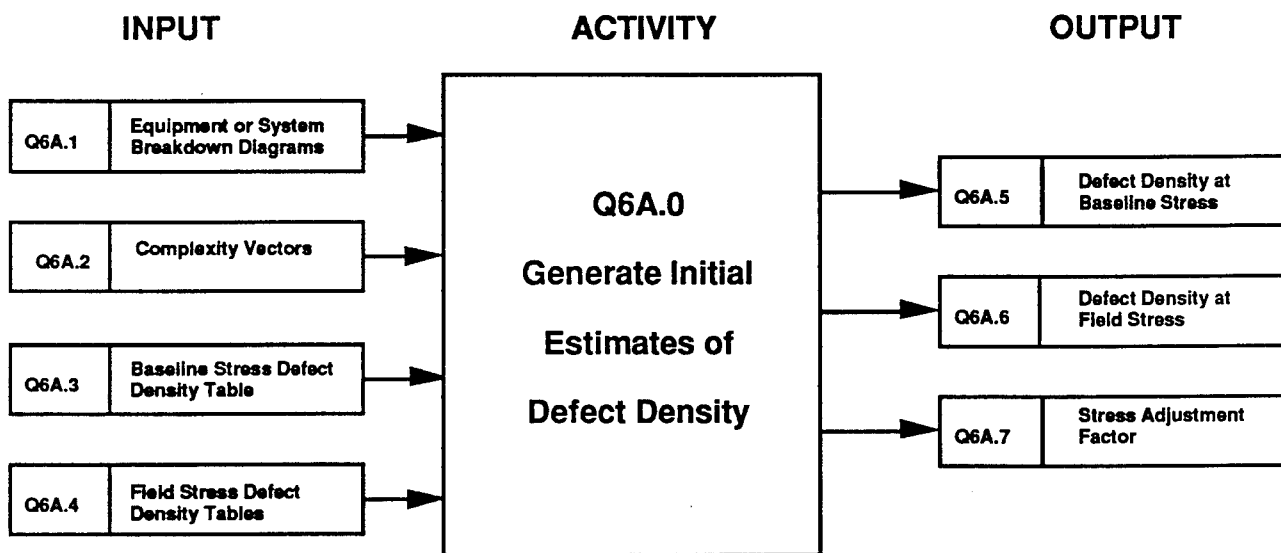 INPUT
ACTIVITY
OUTPUT
Q6A.1
Equipment or System
Breakdown Diagrams
Q6A.2
Complexity Vectors
Q6A.3
Baseline Stress Defect
Density Table
Q6A.4
Field Stress Defect
Density Tables
Q6A.0
Generate Initial
Estimates of
Defect Density
Q6A.5
Defect Density at
Baseline Stress
Q6A.6
Defect Density at
Field Stress
Q6A.7
Stress Adjustment
Factor